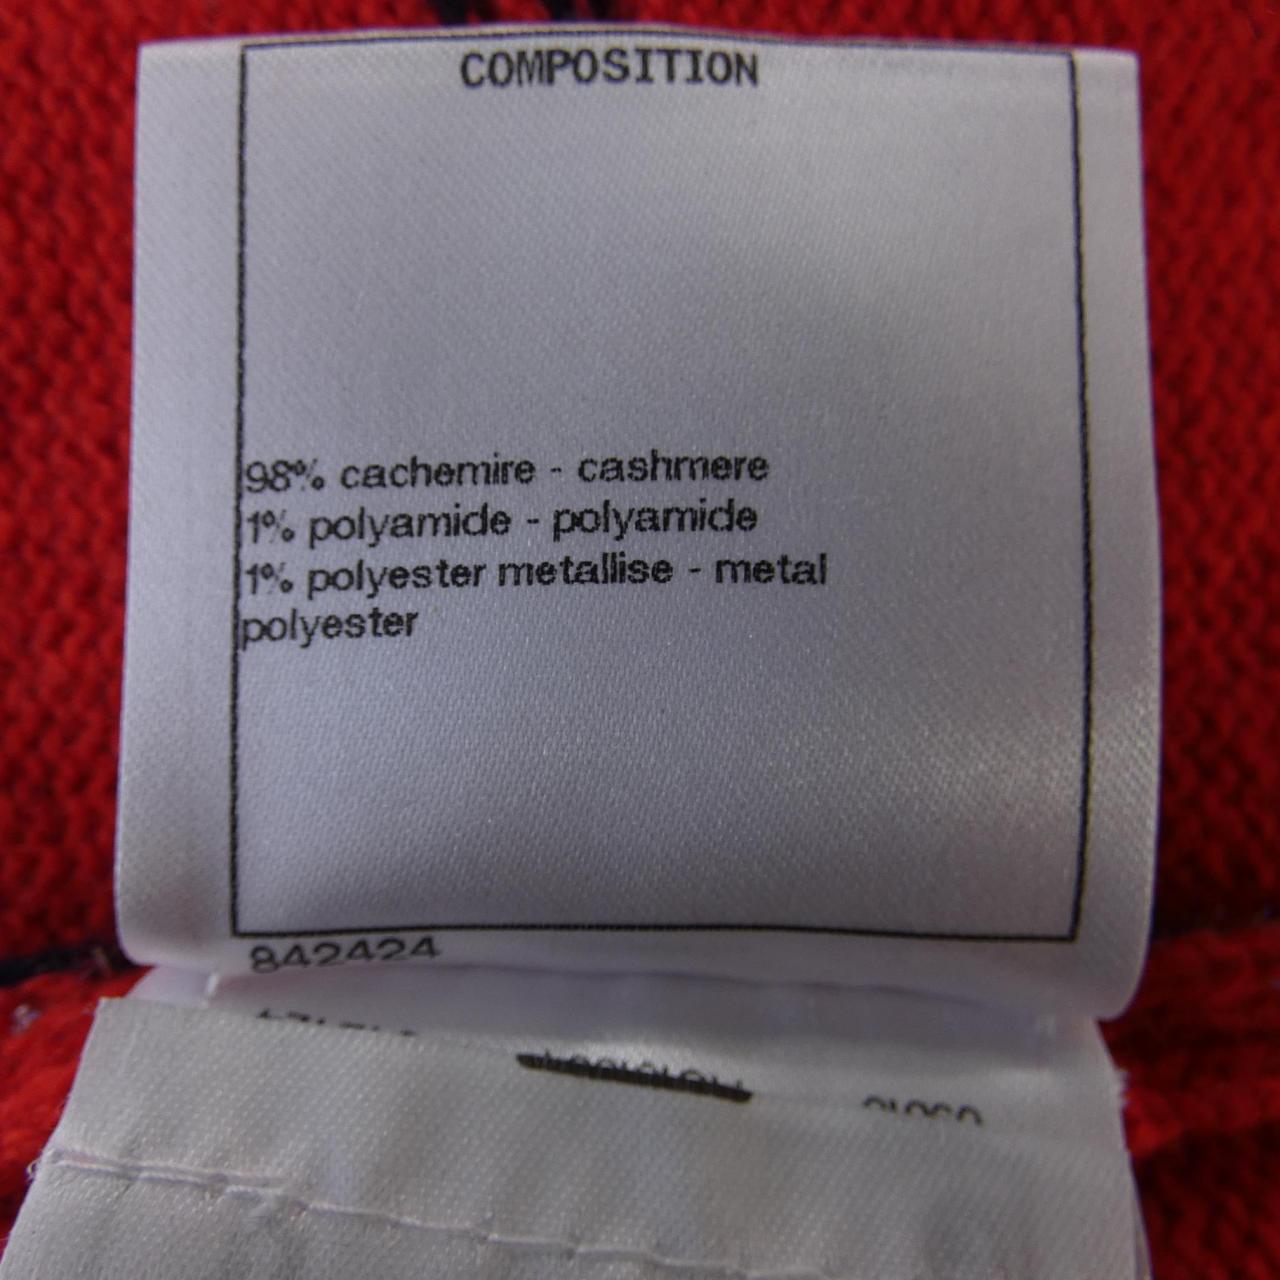 COMPOSITION
98% cachemire - cashmere
1% polyamide - polyamide
1% polyester metallise - metal
polyester
842424